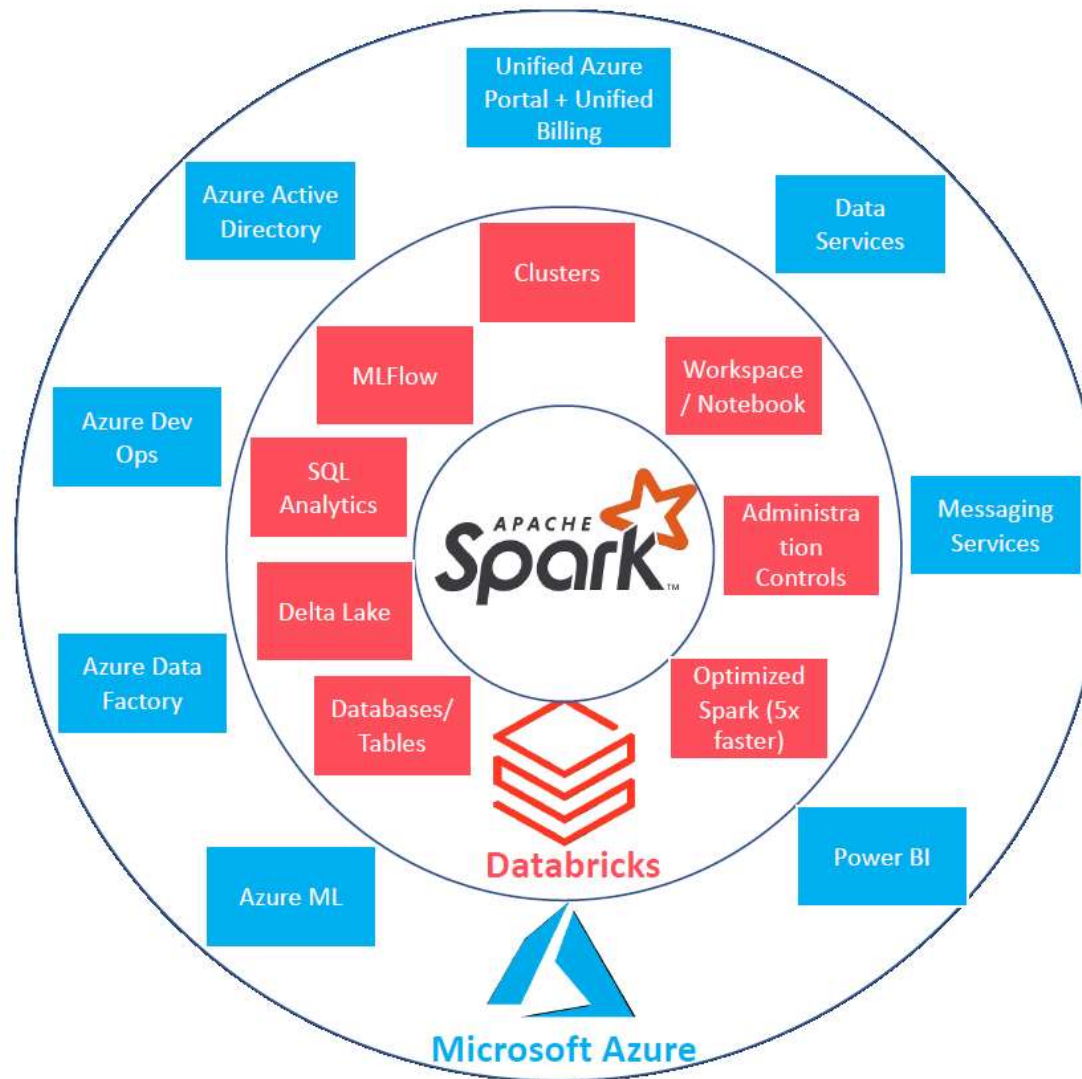 Unified Azure
Portal + Unified
Billing
Azure Active
Directory
Data
Services
Clusters
MLFlow
Workspace
/ Notebook
Azure Dev
Ops
SQL
Analytics
APACHE
Spark™
Administra
tion
Controls
Messaging
Services
Delta Lake
Azure Data
Factory
Databases/
Tables
Optimized
Spark (5x
faster)
Databricks
Azure ML
Power BI
Microsoft Azure